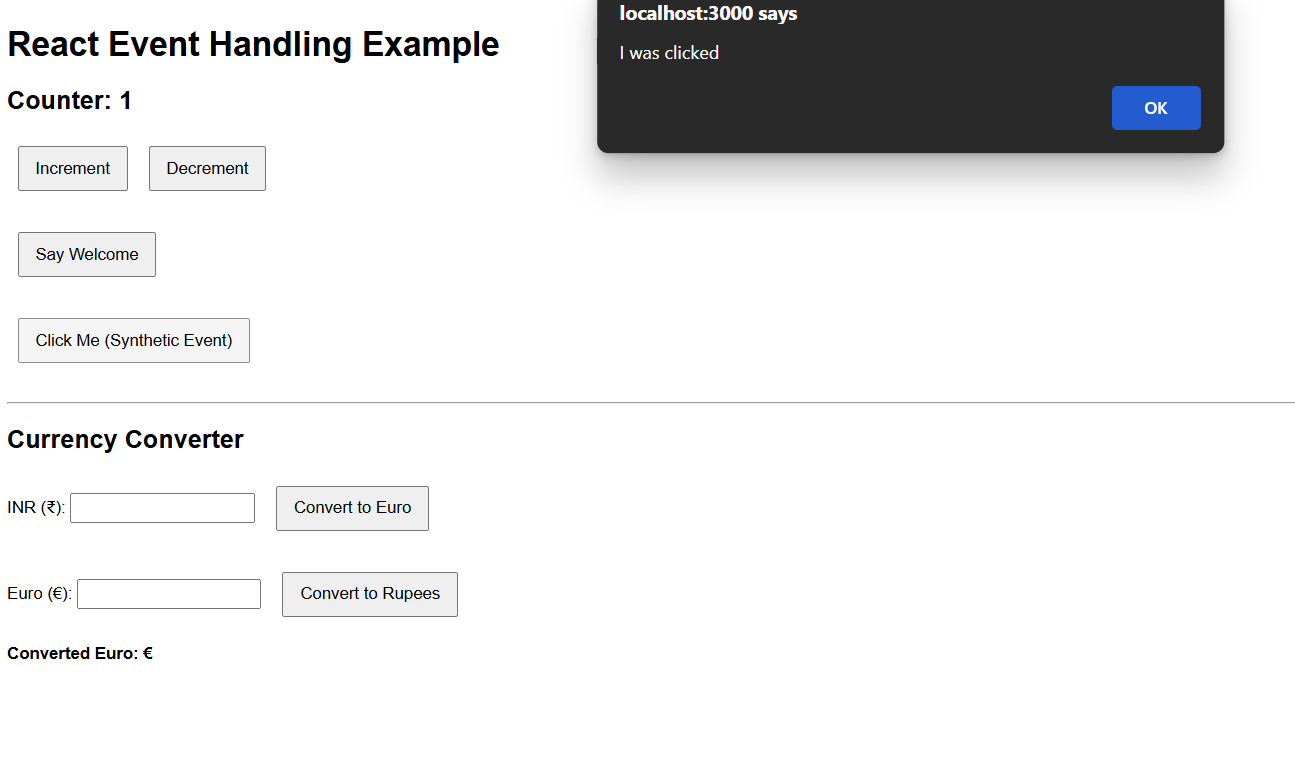 localhost:3000 says
I was clicked
OK
React Event Handling Example
Counter: 1
Increment Decrement
Say Welcome
Click Me (Synthetic Event)
Currency Converter
INR (₹): Convert to Euro
Euro (€): Convert to Rupees
Converted Euro: €